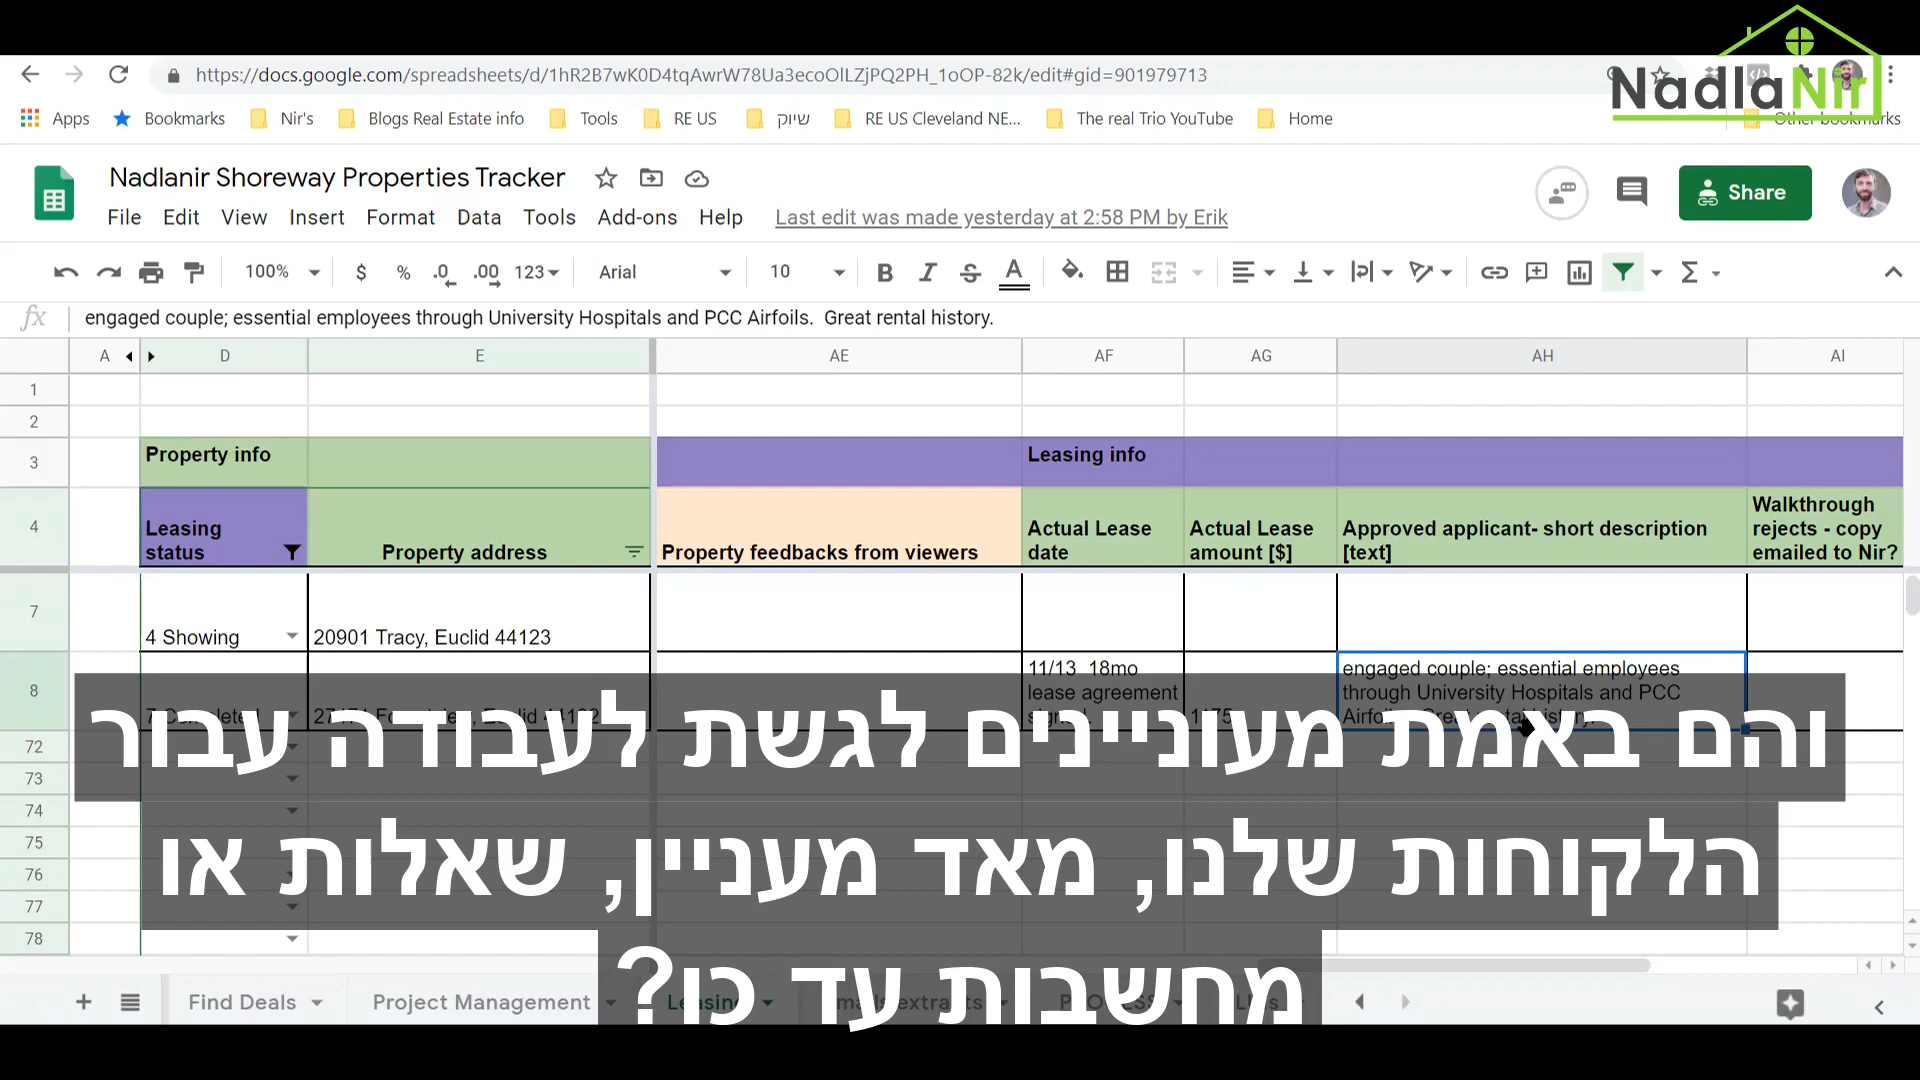 NadlaNir
https://docs.google.com/spreadsheets/d/1hR2B7wK0D4tqAwrW78Ua3ecoOlLZjPQ2PH_1oOP-82k/edit#gid=901979713
Apps Bookmarks Nir's Blogs Real Estate info Tools RE US שיווק RE US Cleveland NE... The real Trio YouTube Home Other bookmarks
Nadlanir Shoreway Properties Tracker
Share
File Edit View Insert Format Data Tools Add-ons Help Last edit was made yesterday at 2:58 PM by Erik
100% $ % .0 .00 123 Arial 10 B I S A Σ
fx engaged couple; essential employees through University Hospitals and PCC Airfoils. Great rental history.
A D E AE AF AG AH AI
1
2
3 Property info Leasing info
4 Leasing status Property address Property feedbacks from viewers Actual Lease date Actual Lease amount [$] Approved applicant- short description [text] Walkthrough rejects - copy emailed to Nir?
7 4 Showing 20901 Tracy, Euclid 44123
8 11/13 18mo lease agreement engaged couple; essential employees through University Hospitals and PCC
72
73
74
75
76
77
78
והם באמת מעוניינים לגשת לעבודה עבור
הלקוחות שלנו, מאד מעניין, שאלות או
מחשבות עד כו?
+ Find Deals Project Management Leasing